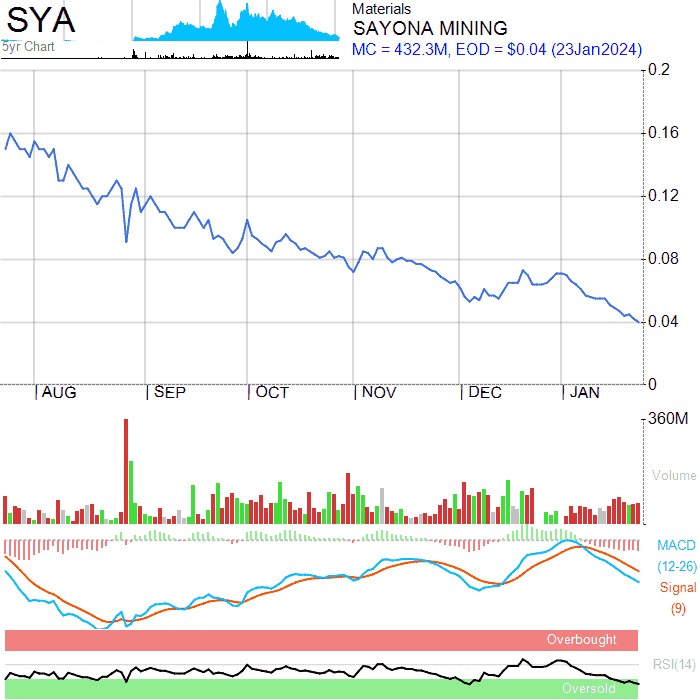 SYA
5yr Chart
Materials
SAYONA MINING
MC = 432.3M, EOD = $0.04 (23Jan2024)
0.2
0.16
0.12
0.08
0.04
0
AUG SEP OCT NOV DEC JAN
360M
Volume
MACD
(12-26)
Signal
(9)
Overbought
RSI(14)
Oversold